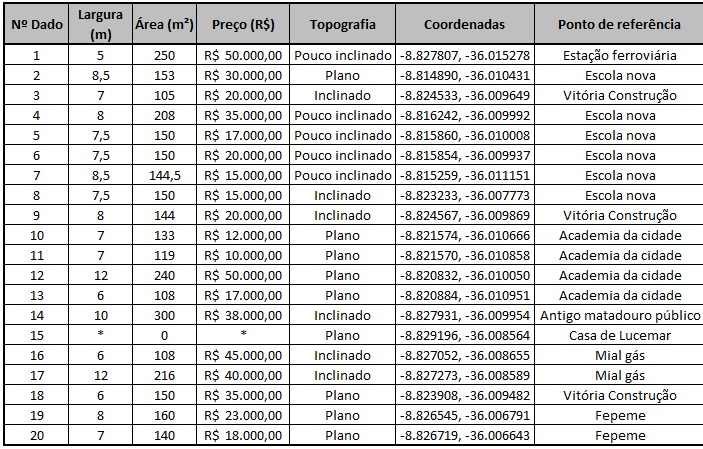 Nº Dado | Largura (m) | Área (m²) | Preço (R$) | Topografia | Coordenadas | Ponto de referência
1 | 5 | 250 | R$ 50.000,00 | Pouco inclinado | -8.827807, -36.015278 | Estação ferroviária
2 | 8,5 | 153 | R$ 30.000,00 | Plano | -8.814890, -36.010431 | Escola nova
3 | 7 | 105 | R$ 20.000,00 | Inclinado | -8.824533, -36.009649 | Vitória Construção
4 | 8 | 208 | R$ 35.000,00 | Pouco inclinado | -8.816242, -36.009992 | Escola nova
5 | 7,5 | 150 | R$ 17.000,00 | Pouco inclinado | -8.815860, -36.010008 | Escola nova
6 | 7,5 | 150 | R$ 20.000,00 | Pouco inclinado | -8.815854, -36.009937 | Escola nova
7 | 8,5 | 144,5 | R$ 15.000,00 | Pouco inclinado | -8.815259, -36.011151 | Escola nova
8 | 7,5 | 150 | R$ 15.000,00 | Inclinado | -8.823233, -36.007773 | Escola nova
9 | 8 | 144 | R$ 20.000,00 | Inclinado | -8.824567, -36.009869 | Vitória Construção
10 | 7 | 133 | R$ 12.000,00 | Plano | -8.821574, -36.010666 | Academia da cidade
11 | 7 | 119 | R$ 10.000,00 | Plano | -8.821570, -36.010858 | Academia da cidade
12 | 12 | 240 | R$ 50.000,00 | Plano | -8.820832, -36.010050 | Academia da cidade
13 | 6 | 108 | R$ 17.000,00 | Plano | -8.820884, -36.010951 | Academia da cidade
14 | 10 | 300 | R$ 38.000,00 | Inclinado | -8.827931, -36.009954 | Antigo matadouro público
15 | * | 0 | * | Plano | -8.829196, -36.008564 | Casa de Lucemar
16 | 6 | 108 | R$ 45.000,00 | Inclinado | -8.827052, -36.008655 | Mial gás
17 | 12 | 216 | R$ 40.000,00 | Inclinado | -8.827273, -36.008589 | Mial gás
18 | 6 | 150 | R$ 35.000,00 | Plano | -8.823908, -36.009482 | Vitória Construção
19 | 8 | 160 | R$ 23.000,00 | Plano | -8.826545, -36.006791 | Fepeme
20 | 7 | 140 | R$ 18.000,00 | Plano | -8.826719, -36.006643 | Fepeme